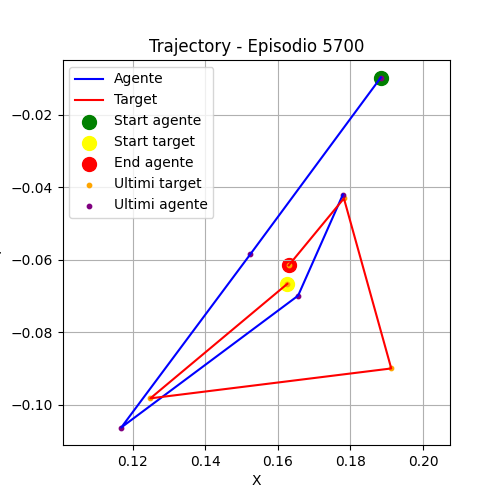 Trajectory - Episodio 5700
Agente
Target
Start agente
Start target
End agente
Ultimi target
Ultimi agente
−0.02
−0.04
−0.06
−0.08
−0.10
0.12 0.14 0.16 0.18 0.20
X